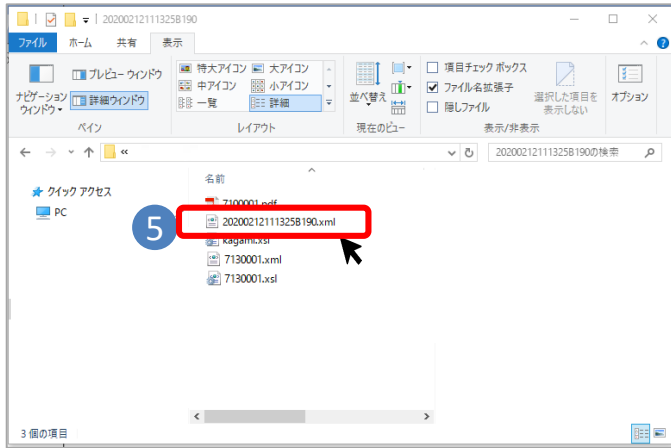 20200212111325B190
ファイル ホーム 共有 表示
ナビゲーション ウィンドウ
プレビュー ウィンドウ
詳細ウィンドウ
ペイン
特大アイコン 大アイコン
中アイコン 小アイコン
一覧 詳細
レイアウト
並べ替え
現在のビュー
項目チェック ボックス
ファイル名拡張子
隠しファイル
選択した項目を
表示しない
表示/非表示
オプション
«
20200212111325B190の検索
クイック アクセス
PC
名前
7100001.pdf
5
20200212111325B190.xml
kagami.xsl
7130001.xml
7130001.xsl
3 個の項目